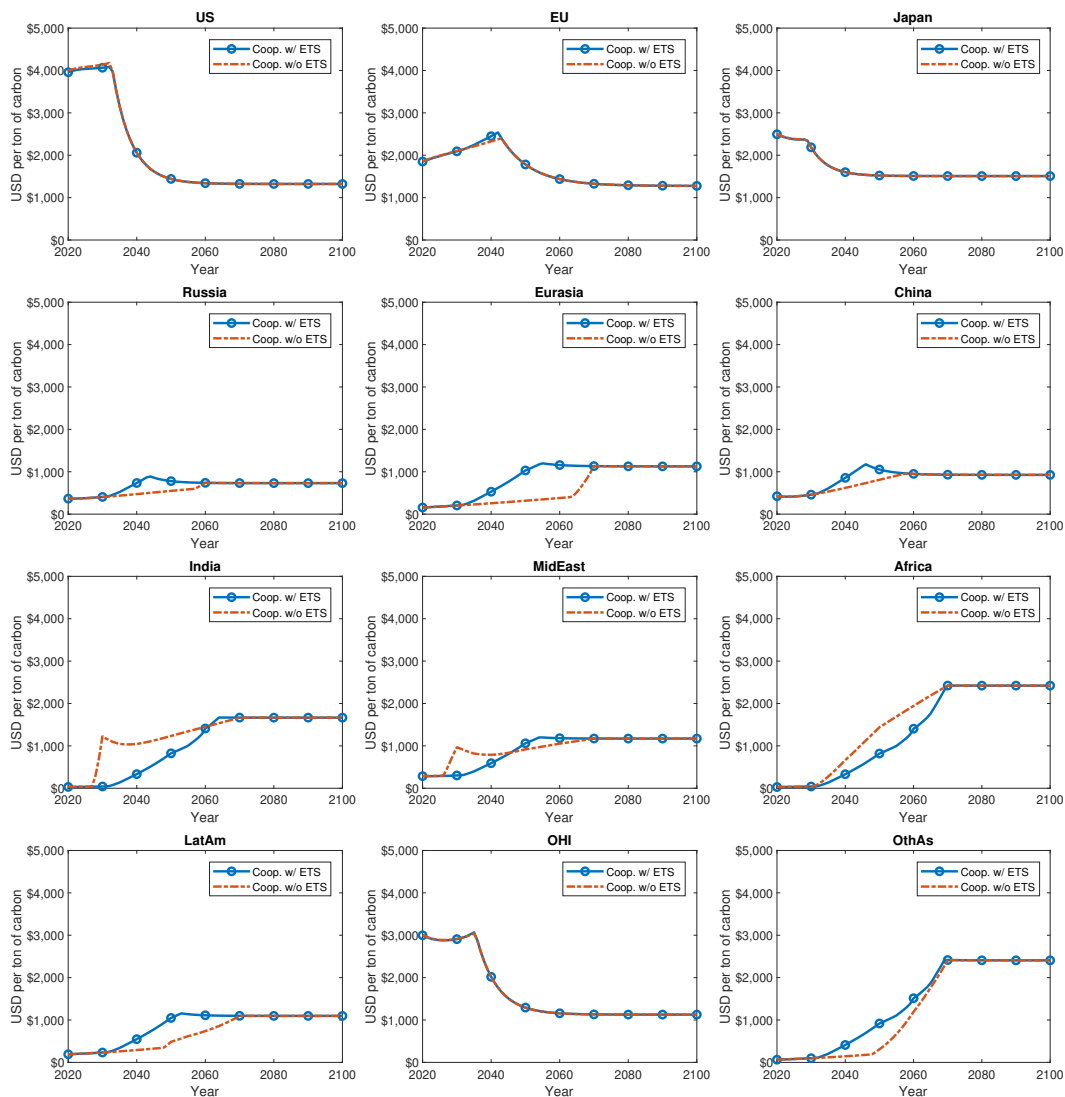 US
$5,000
$4,000
$3,000
$2,000
$1,000
$0
USD per ton of carbon
2020 2040 2060 2080 2100
Year
Coop. w/ ETS
Coop. w/o ETS
EU
$5,000
$4,000
$3,000
$2,000
$1,000
$0
USD per ton of carbon
2020 2040 2060 2080 2100
Year
Coop. w/ ETS
Coop. w/o ETS
Japan
$5,000
$4,000
$3,000
$2,000
$1,000
$0
USD per ton of carbon
2020 2040 2060 2080 2100
Year
Coop. w/ ETS
Coop. w/o ETS
Russia
$5,000
$4,000
$3,000
$2,000
$1,000
$0
USD per ton of carbon
2020 2040 2060 2080 2100
Year
Coop. w/ ETS
Coop. w/o ETS
Eurasia
$5,000
$4,000
$3,000
$2,000
$1,000
$0
USD per ton of carbon
2020 2040 2060 2080 2100
Year
Coop. w/ ETS
Coop. w/o ETS
China
$5,000
$4,000
$3,000
$2,000
$1,000
$0
USD per ton of carbon
2020 2040 2060 2080 2100
Year
Coop. w/ ETS
Coop. w/o ETS
India
$5,000
$4,000
$3,000
$2,000
$1,000
$0
USD per ton of carbon
2020 2040 2060 2080 2100
Year
Coop. w/ ETS
Coop. w/o ETS
MidEast
$5,000
$4,000
$3,000
$2,000
$1,000
$0
USD per ton of carbon
2020 2040 2060 2080 2100
Year
Coop. w/ ETS
Coop. w/o ETS
Africa
$5,000
$4,000
$3,000
$2,000
$1,000
$0
USD per ton of carbon
2020 2040 2060 2080 2100
Year
Coop. w/ ETS
Coop. w/o ETS
LatAm
$5,000
$4,000
$3,000
$2,000
$1,000
$0
USD per ton of carbon
2020 2040 2060 2080 2100
Year
Coop. w/ ETS
Coop. w/o ETS
OHI
$5,000
$4,000
$3,000
$2,000
$1,000
$0
USD per ton of carbon
2020 2040 2060 2080 2100
Year
Coop. w/ ETS
Coop. w/o ETS
OthAs
$5,000
$4,000
$3,000
$2,000
$1,000
$0
USD per ton of carbon
2020 2040 2060 2080 2100
Year
Coop. w/ ETS
Coop. w/o ETS